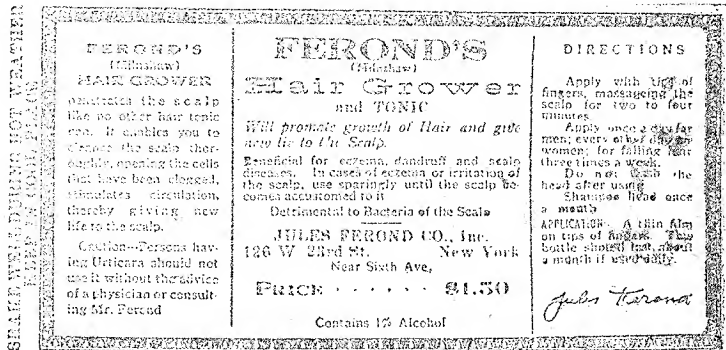 SHAKE WELL DURING HOT WEATHER
KEEP IN COOL PLACE
FEROND'S
(Milnshaw)
HAIR GROWER
penetrates the scalp
like no other hair tonic
can. It enables you to
cleanse the scalp thor-
oughly, opening the cells
that have been clogged,
stimulates circulation,
thereby giving new
life to the scalp.
Caution--Persons hav-
ing Urticara should not
use it without the advice
of a physician or consult-
ing Mr. Ferond
FEROND'S
(Milnshaw)
Hair Grower
and TONIC
Will promote growth of Hair and give
new life to the Scalp.
Beneficial for eczema, dandruff and scalp
diseases. In cases of eczema or irritation of
the scalp, use sparingly until the scalp be-
comes accustomed to it
Detrimental to Bacteria of the Scalp
JULES FEROND CO., Inc.
126 W 23rd St. New York
Near Sixth Ave,
PRICE · · · · · · $1.50
Contains 1% Alcohol
DIRECTIONS
Apply with tips of
fingers, massaging the
scalp for two to four
minutes
Apply once a day for
men; every other day for
women; for falling hair
three times a week.
Do not wash the
head after using
Shampoo head once
a month
APPLICATION- A thin film
on tips of fingers. This
bottle should last about
a month if used daily.
Jules Ferond